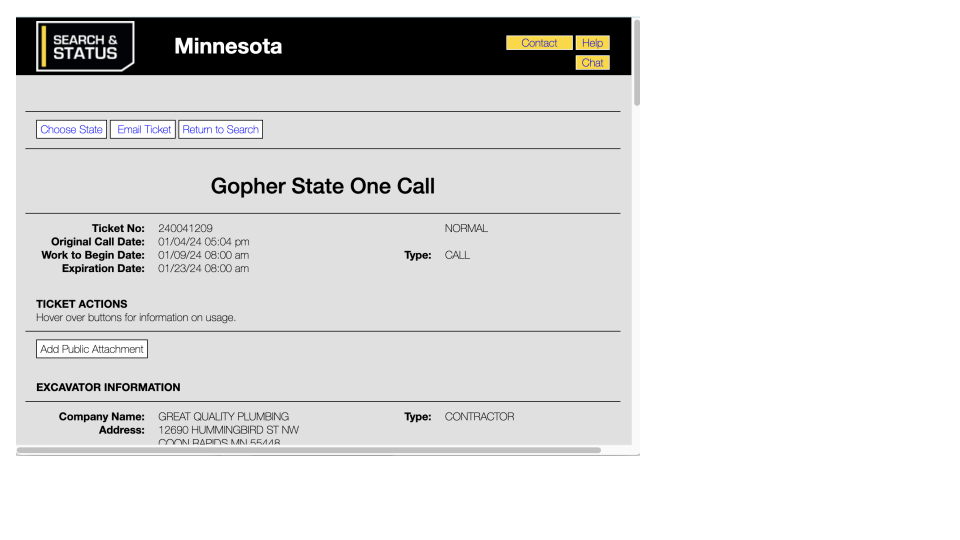 SEARCH &
STATUS
Minnesota
Contact Help
Chat
Choose State Email Ticket Return to Search
Gopher State One Call
Ticket No: 240041209 NORMAL
Original Call Date: 01/04/24 05:04 pm
Work to Begin Date: 01/09/24 08:00 am Type: CALL
Expiration Date: 01/23/24 08:00 am
TICKET ACTIONS
Hover over buttons for information on usage.
Add Public Attachment
EXCAVATOR INFORMATION
Company Name: GREAT QUALITY PLUMBING Type: CONTRACTOR
Address: 12690 HUMMINGBIRD ST NW
COON RAPIDS MN 55448